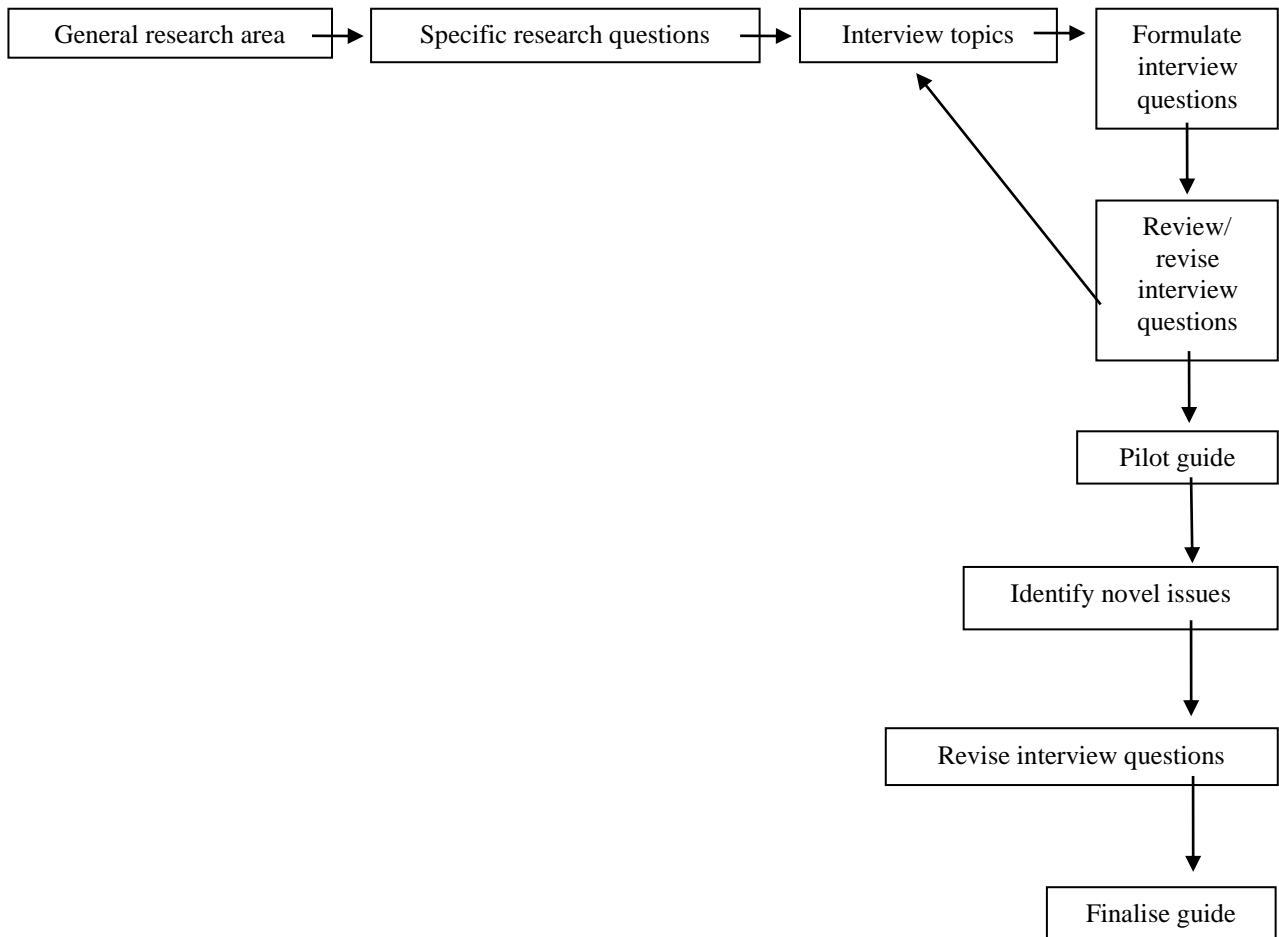 General research area
Specific research questions
Interview topics
Formulate
interview
questions
Review/
revise
interview
questions
Pilot guide
Identify novel issues
Revise interview questions
Finalise guide